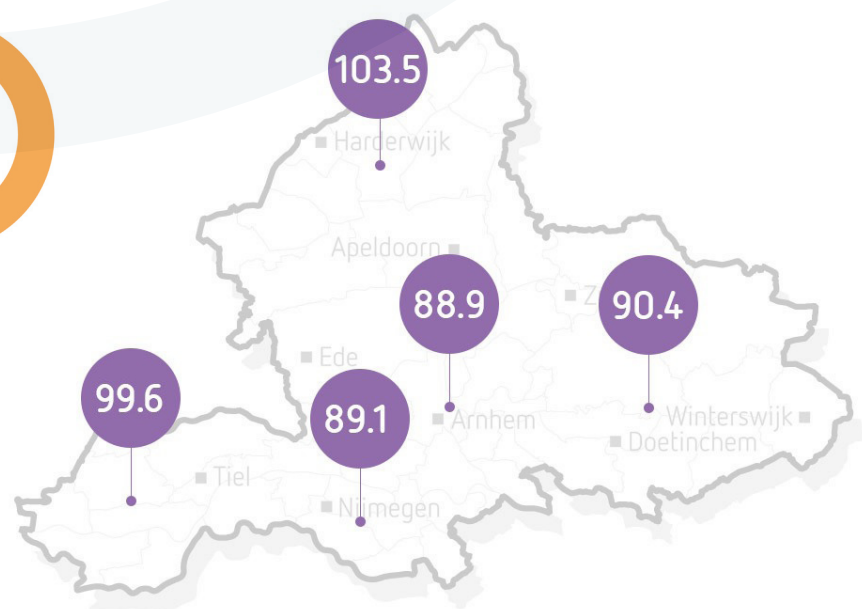 103.5
Harderwijk
Apeldoorn
88.9
90.4
Ede
99.6
89.1
Arnhem
Winterswijk
Doetinchem
Tiel
Nijmegen